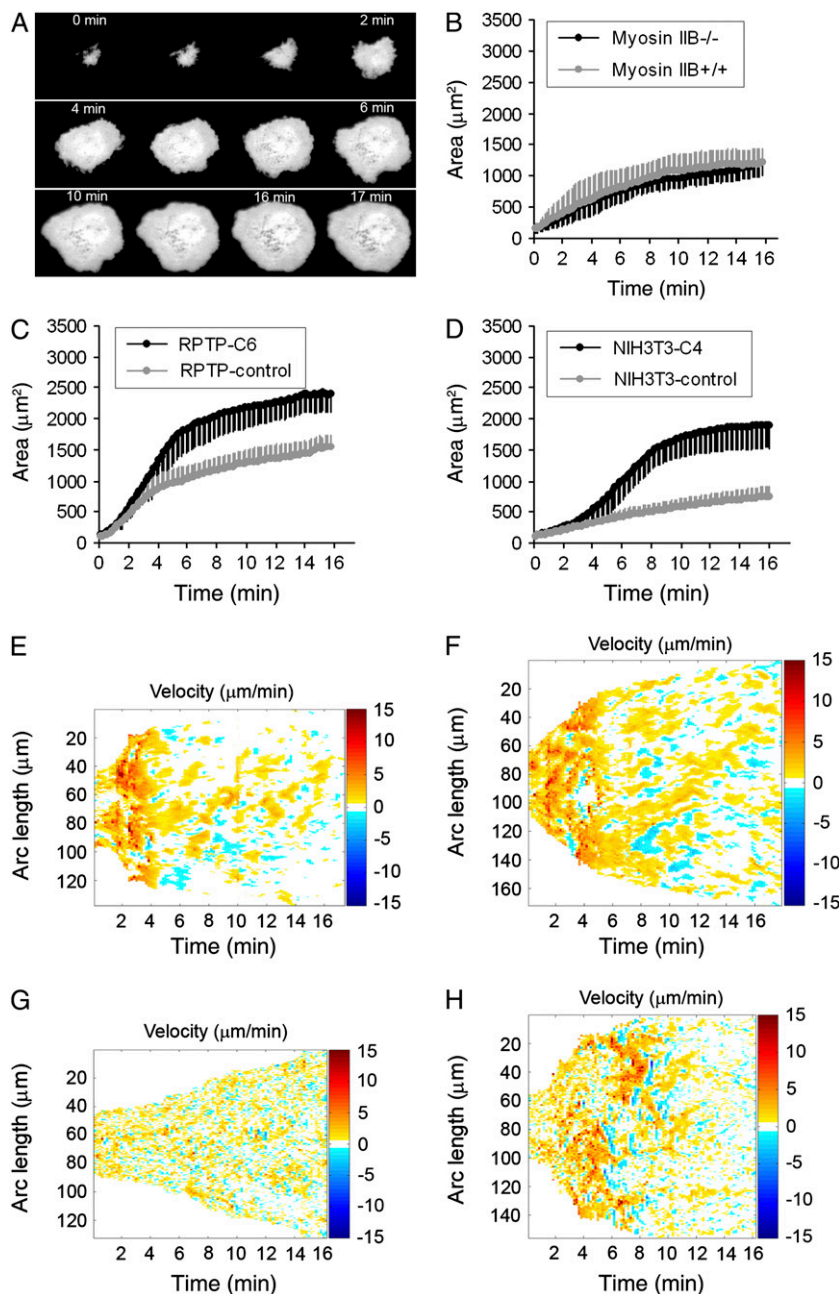 A
0 min
2 min
4 min
6 min
10 min
16 min
17 min
B
3500
3000
2500
2000
1500
1000
500
0
Area (μm²)
Myosin IIB-/-
Myosin IIB+/+
0 2 4 6 8 10 12 14 16
Time (min)
C
3500
3000
2500
2000
1500
1000
500
0
Area (μm²)
RPTP-C6
RPTP-control
0 2 4 6 8 10 12 14 16
Time (min)
D
3500
3000
2500
2000
1500
1000
500
0
Area (μm²)
NIH3T3-C4
NIH3T3-control
0 2 4 6 8 10 12 14 16
Time (min)
E
Velocity (μm/min)
Arc length (μm)
20
40
60
80
100
120
2 4 6 8 10 12 14 16
Time (min)
15
10
5
0
-5
-10
-15
F
Velocity (μm/min)
Arc length (μm)
20
40
60
80
100
120
140
160
2 4 6 8 10 12 14 16
Time (min)
15
10
5
0
-5
-10
-15
G
Velocity (μm/min)
Arc length (μm)
20
40
60
80
100
120
2 4 6 8 10 12 14 16
Time (min)
15
10
5
0
-5
-10
-15
H
Velocity (μm/min)
Arc length (μm)
20
40
60
80
100
120
140
2 4 6 8 10 12 14 16
Time (min)
15
10
5
0
-5
-10
-15